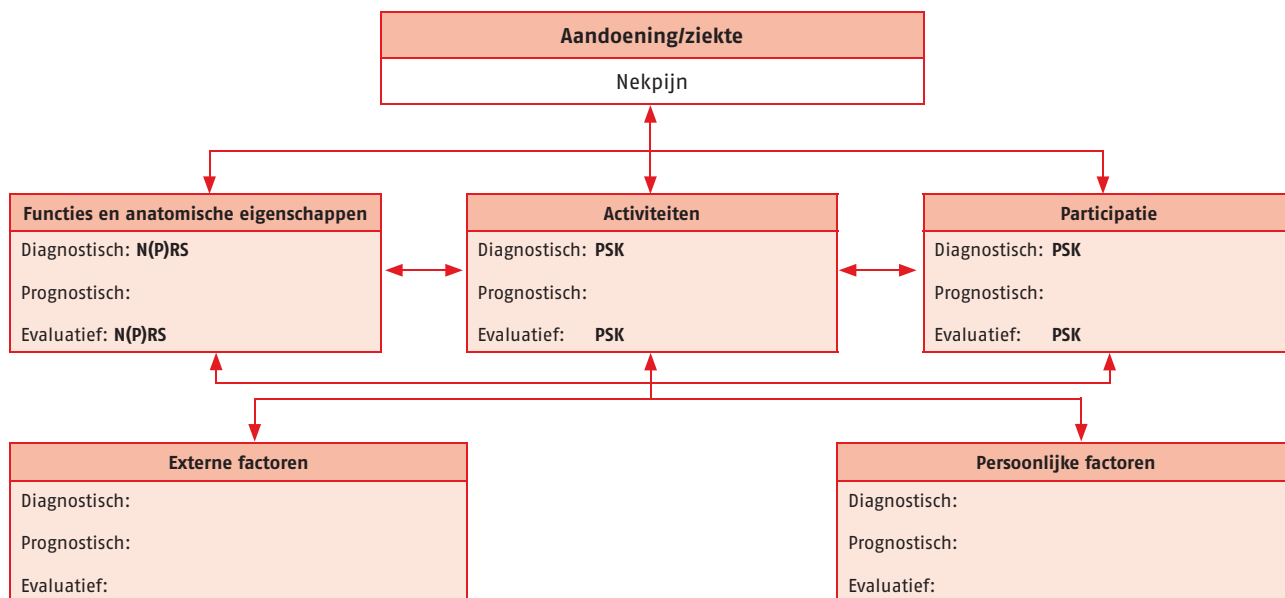 Aandoening/ziekte
Nekpijn
Functies en anatomische eigenschappen
Diagnostisch: N(P)RS
Prognostisch:
Evaluatief: N(P)RS
Activiteiten
Diagnostisch: PSK
Prognostisch:
Evaluatief: PSK
Participatie
Diagnostisch: PSK
Prognostisch:
Evaluatief: PSK
Externe factoren
Diagnostisch:
Prognostisch:
Evaluatief:
Persoonlijke factoren
Diagnostisch:
Prognostisch:
Evaluatief: